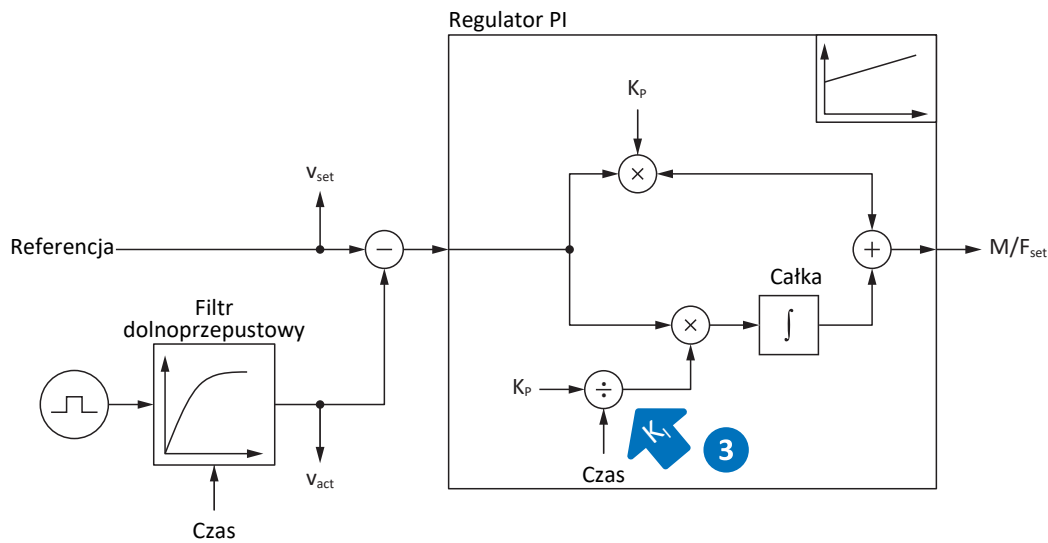 Regulator PI
K_P
v_set
Referencja
M/F_set
Całka
Filtr
dolnoprzepustowy
K_P
K_I
3
Czas
v_act
Czas